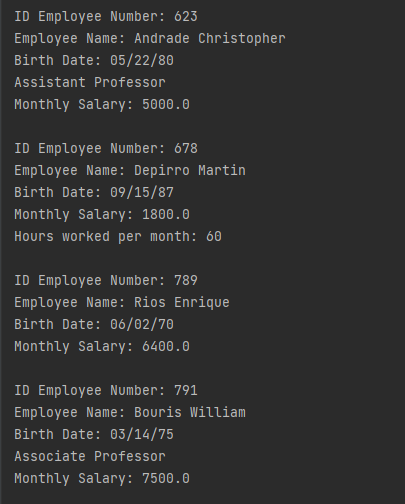 ID Employee Number: 623
Employee Name: Andrade Christopher
Birth Date: 05/22/80
Assistant Professor
Monthly Salary: 5000.0
ID Employee Number: 678
Employee Name: Depirro Martin
Birth Date: 09/15/87
Monthly Salary: 1800.0
Hours worked per month: 60
ID Employee Number: 789
Employee Name: Rios Enrique
Birth Date: 06/02/70
Monthly Salary: 6400.0
ID Employee Number: 791
Employee Name: Bouris William
Birth Date: 03/14/75
Associate Professor
Monthly Salary: 7500.0